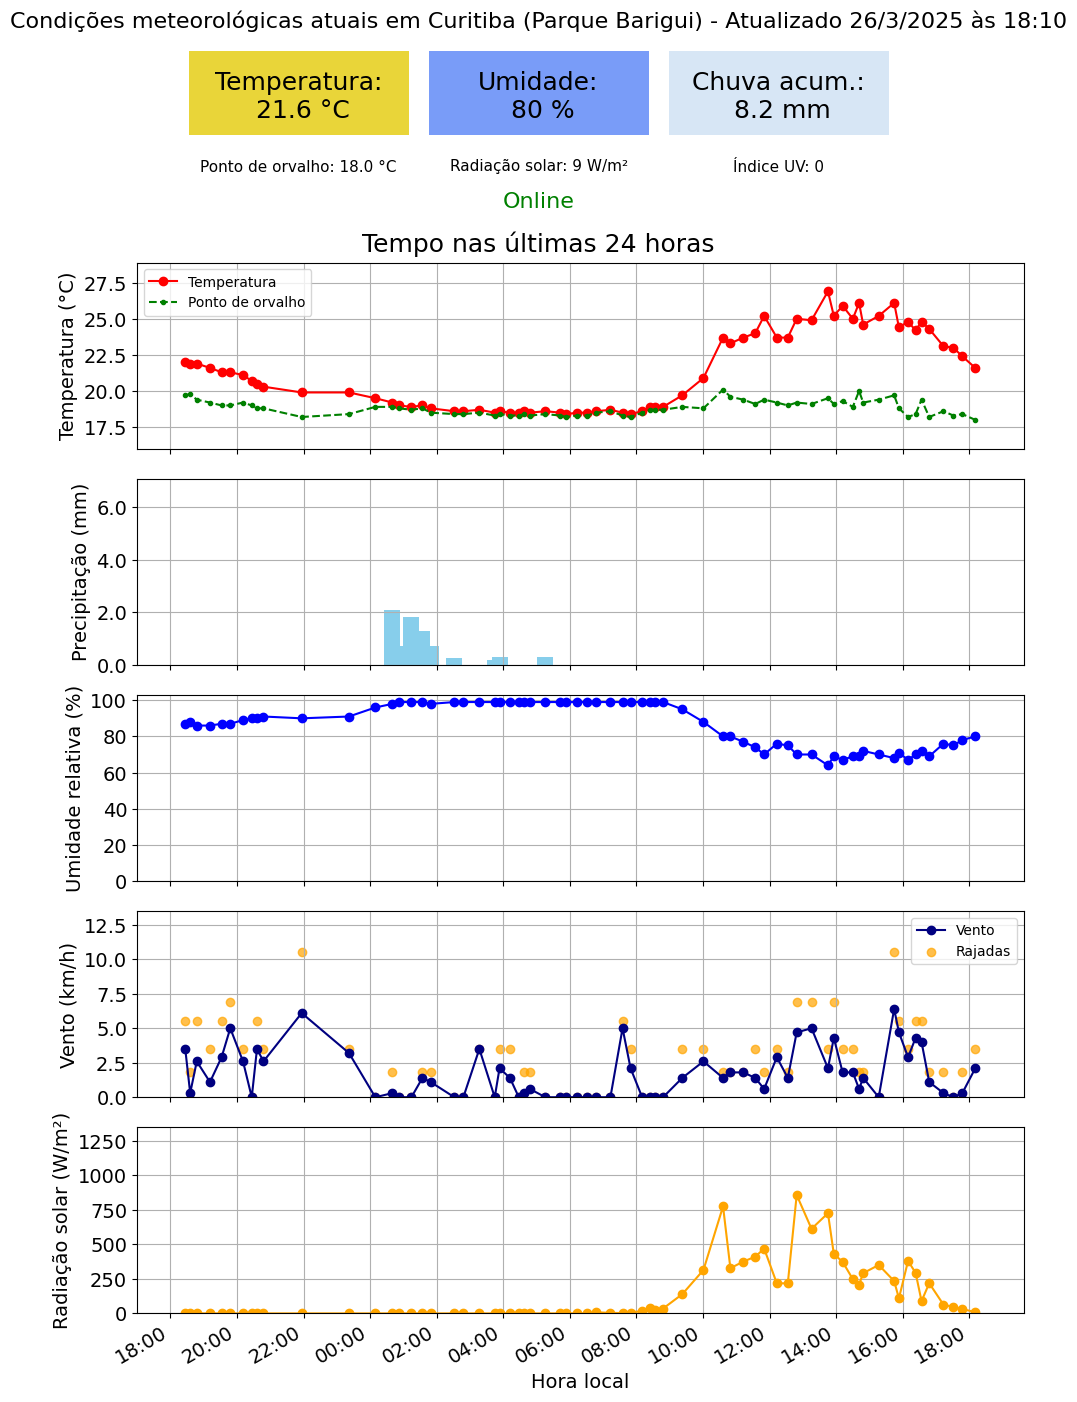 Condições meteorológicas atuais em Curitiba (Parque Barigui) - Atualizado 26/3/2025 às 18:10
Temperatura:
21.6 °C
Umidade:
80 %
Chuva acum.:
8.2 mm
Ponto de orvalho: 18.0 °C
Radiação solar: 9 W/m²
Índice UV: 0
Online
Tempo nas últimas 24 horas
Temperatura (°C)
27.5
25.0
22.5
20.0
17.5
Temperatura
Ponto de orvalho
Precipitação (mm)
6.0
4.0
2.0
0.0
Umidade relativa (%)
100
80
60
40
20
0
Vento (km/h)
12.5
10.0
7.5
5.0
2.5
0.0
Vento
Rajadas
Radiação solar (W/m²)
1250
1000
750
500
250
0
18:00
20:00
22:00
00:00
02:00
04:00
06:00
08:00
10:00
12:00
14:00
16:00
18:00
Hora local